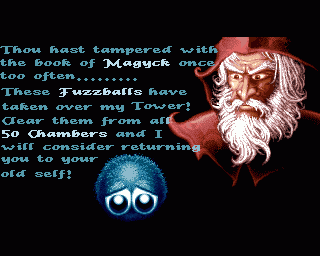 Thou hast tampered with
the book of Magyck once
too often.........
These Fuzzballs have
taken over my Tower!
Clear them from all
50 Chambers and I
will consider returning
you to your
old self!